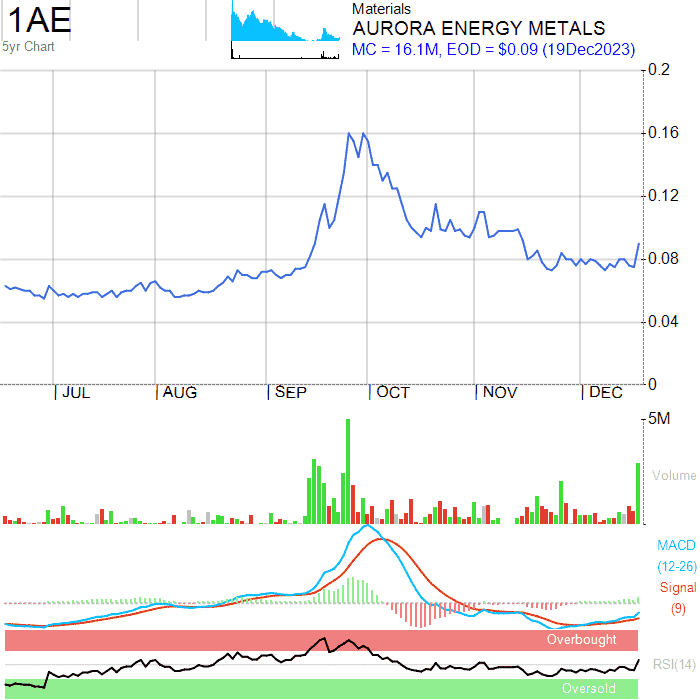 1AE
5yr Chart
Materials
AURORA ENERGY METALS
MC = 16.1M, EOD = $0.09 (19Dec2023)
0.2
0.16
0.12
0.08
0.04
0
JUL AUG SEP OCT NOV DEC
5M
Volume
MACD
(12-26)
Signal
(9)
Overbought
RSI(14)
Oversold